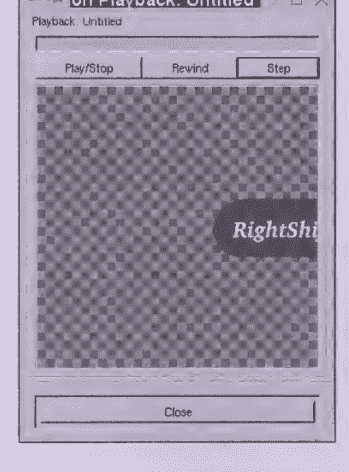 on Playback: Untitled
Playback: Untitled
Play/Stop Rewind Step
RightShi
Close